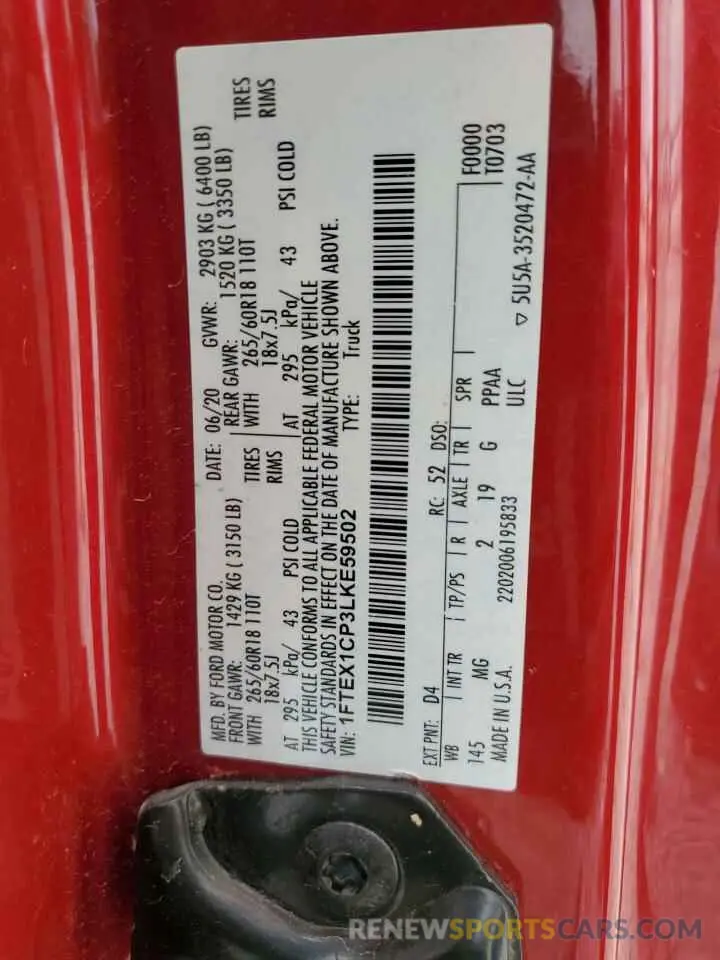 MFD. BY FORD MOTOR CO.
DATE: 06/20 GVWR: 2903 KG ( 6400 LB)
FRONT GAWR: 1429 KG ( 3150 LB) REAR GAWR: 1520 KG ( 3350 LB)
WITH 265/60R18 110T TIRES WITH 265/60R18 110T TIRES
18x7.5J RIMS 18x7.5J RIMS
AT 295 kPa/ 43 PSI COLD AT 295 kPa/ 43 PSI COLD
THIS VEHICLE CONFORMS TO ALL APPLICABLE FEDERAL MOTOR VEHICLE
SAFETY STANDARDS IN EFFECT ON THE DATE OF MANUFACTURE SHOWN ABOVE.
VIN: 1FTEX1CP3LKE59502 TYPE: Truck
EXT PNT: D4 RC: 52 DSO: F0000
WB INT TR TP/PS R AXLE TR SPR T0703
145 MG 2 19 G PPAA
MADE IN U.S.A. 2202006195833 ULC ▽ 5U5A-3520472-AA
RENEWSPORTSCARS.COM